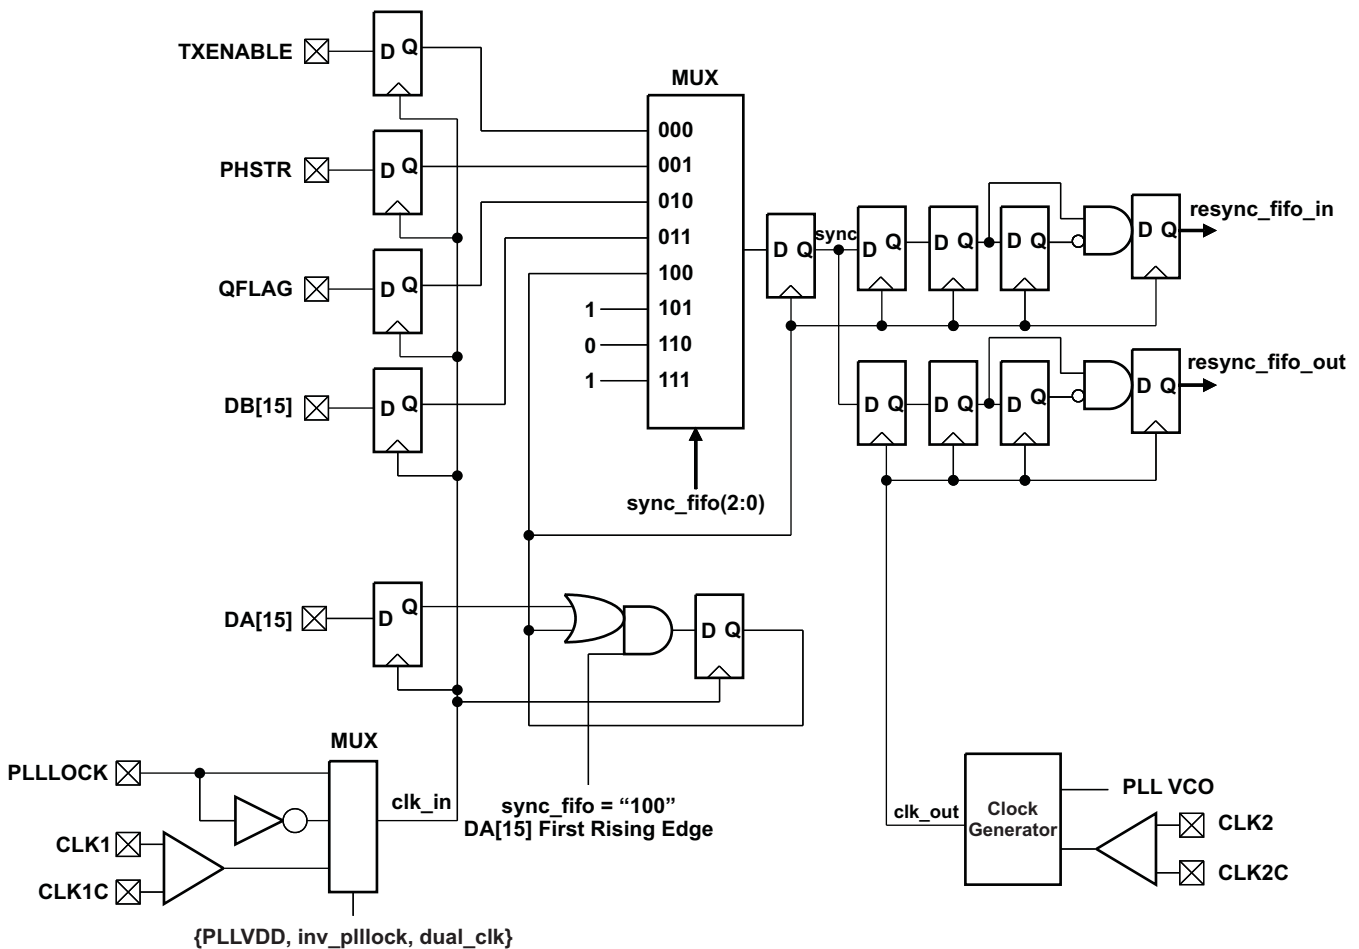 TXENABLE
D Q
MUX
000
PHSTR
D Q
001
010
011
100
1 101
0 110
1 111
D Q
sync
D Q
D Q
D Q
D Q
resync_fifo_in
QFLAG
D Q
DB[15]
D Q
D Q
D Q
D Q
D Q
resync_fifo_out
sync_fifo(2:0)
DA[15]
D Q
D Q
MUX
PLLLOCK
clk_in
CLK1
CLK1C
{PLLVDD, inv_plllock, dual_clk}
sync_fifo = “100”
DA[15] First Rising Edge
clk_out
Clock
Generator
PLL VCO
CLK2
CLK2C